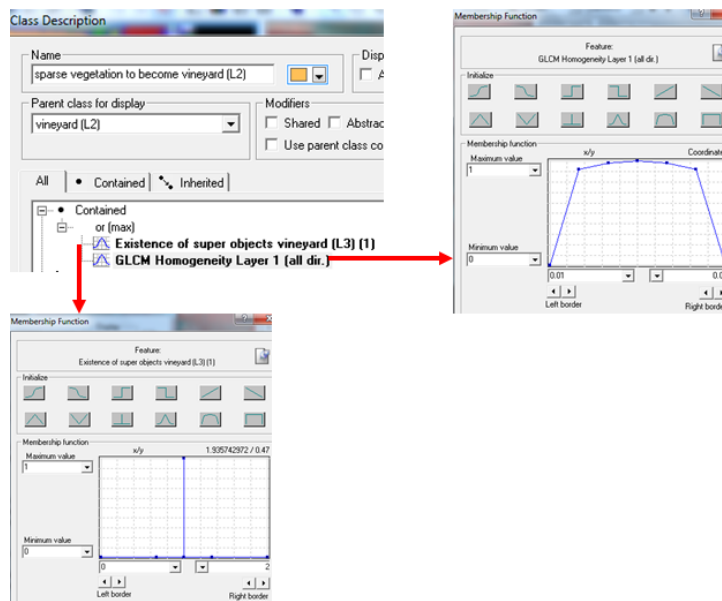 Class Description
Name
Disp
sparse vegetation to become vineyard (L2)
Parent class for display
Modifiers
vineyard (L2)
Shared
Abstrac
Use parent class co
All
Contained
Inherited
Contained
or (max)
Existence of super objects vineyard (L3) (1)
GLCM Homogeneity Layer 1 (all dir.)
Membership Function
Feature:
GLCM Homogeneity Layer 1 (all dir.)
Initialize
Membership function
Maximum value
x/y
Coordinate
1
Minimum value
0
0.01
0.0
Left border
Right border
Membership Function
Feature:
Existence of super objects vineyard (L3) (1)
Initialize
Membership function
Maximum value
x/y
1.935742972 / 0.47
1
Minimum value
0
0
2
Left border
Right border